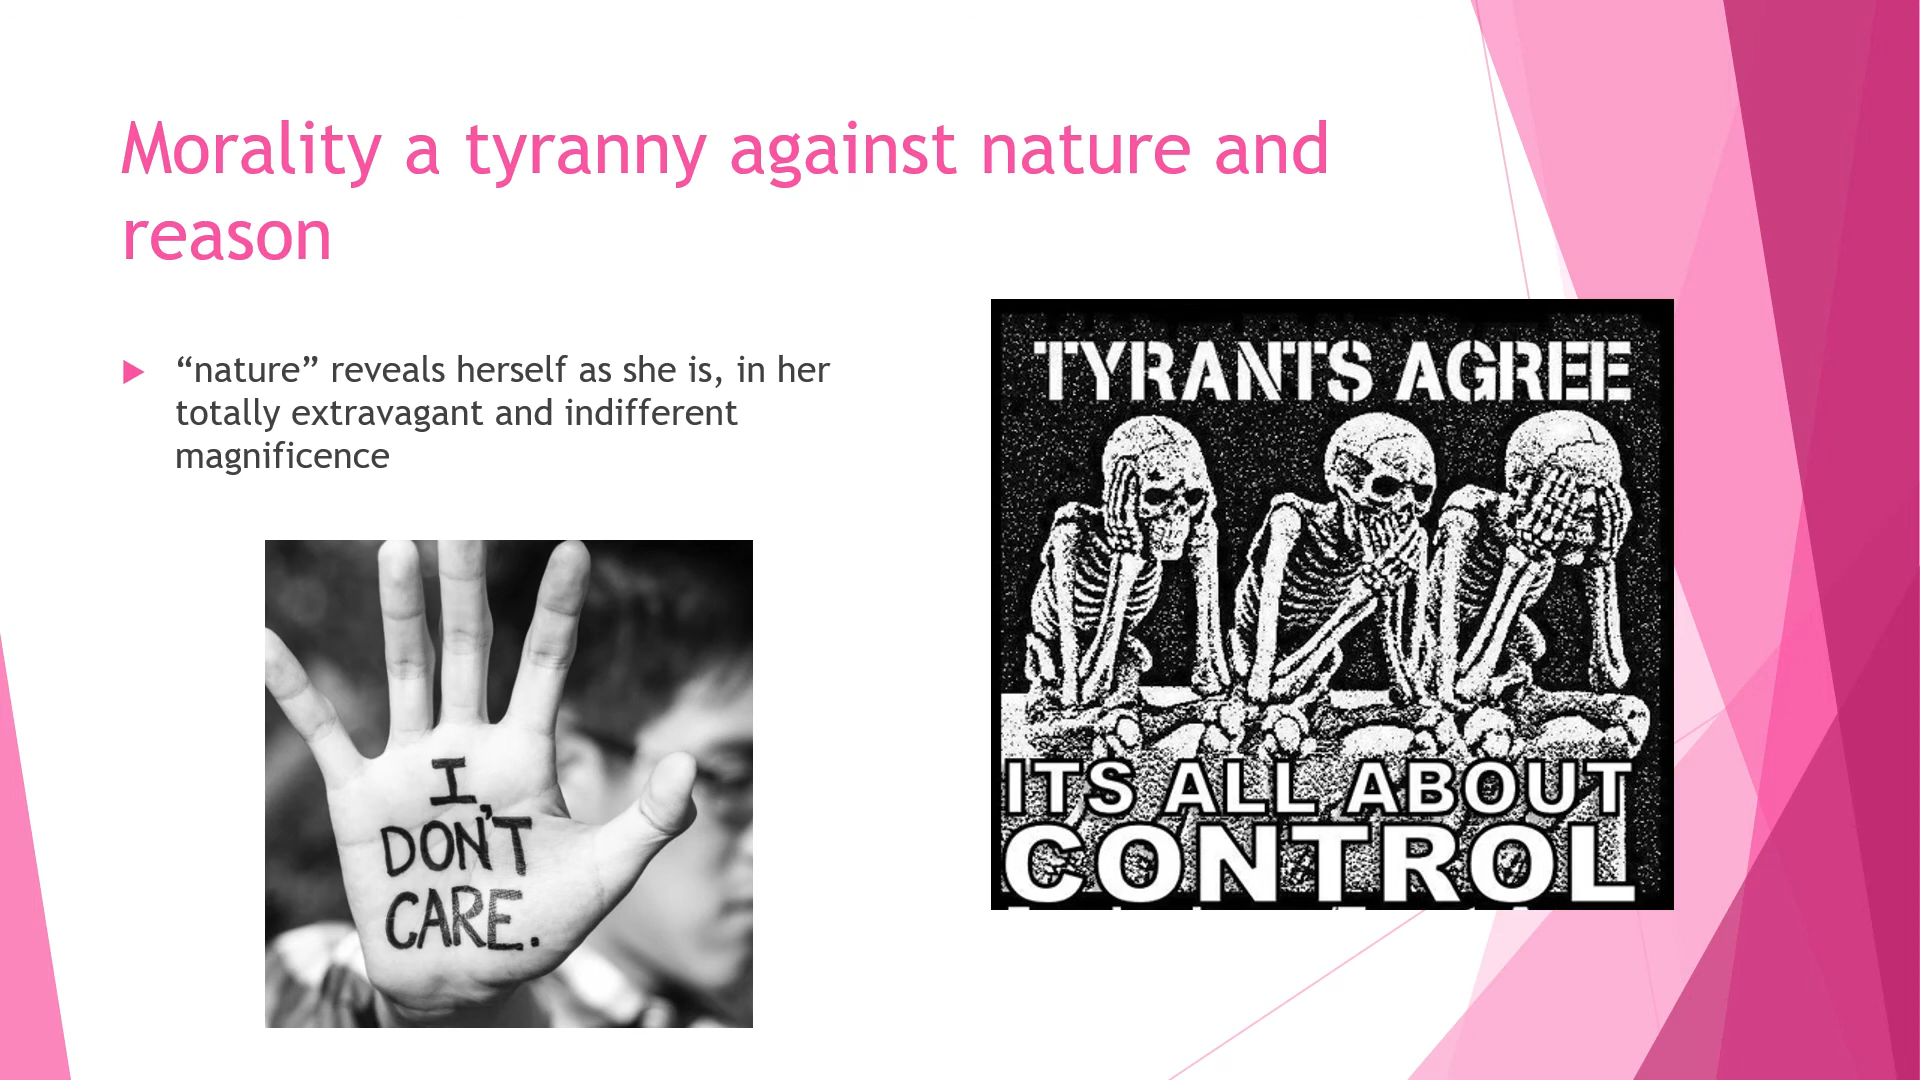 Morality a tyranny against nature and
reason
“nature” reveals herself as she is, in her
totally extravagant and indifferent
magnificence
I
DON'T
CARE.
TYRANTS AGREE
ITS ALL ABOUT
CONTROL